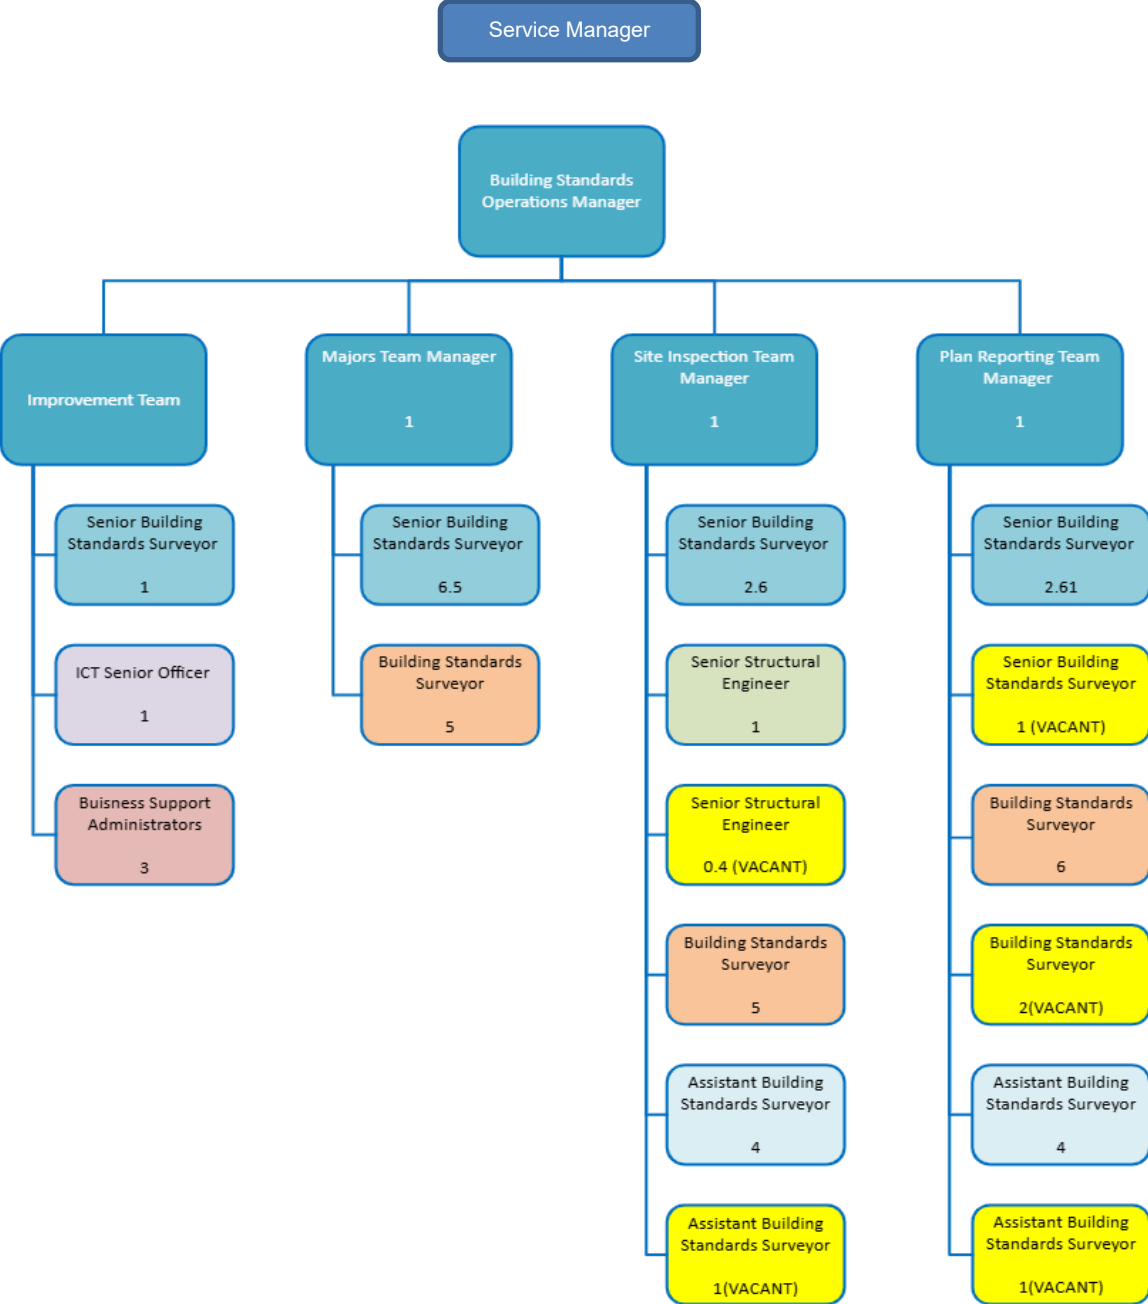 Service Manager
Building Standards
Operations Manager
Improvement Team
Majors Team Manager
1
Site Inspection Team
Manager
1
Plan Reporting Team
Manager
1
Senior Building
Standards Surveyor
1
ICT Senior Officer
1
Buisness Support
Administrators
3
Senior Building
Standards Surveyor
6.5
Building Standards
Surveyor
5
Senior Building
Standards Surveyor
2.6
Senior Structural
Engineer
1
Senior Structural
Engineer
0.4 (VACANT)
Building Standards
Surveyor
5
Assistant Building
Standards Surveyor
4
Assistant Building
Standards Surveyor
1(VACANT)
Senior Building
Standards Surveyor
2.61
Senior Building
Standards Surveyor
1 (VACANT)
Building Standards
Surveyor
6
Building Standards
Surveyor
2(VACANT)
Assistant Building
Standards Surveyor
4
Assistant Building
Standards Surveyor
1(VACANT)